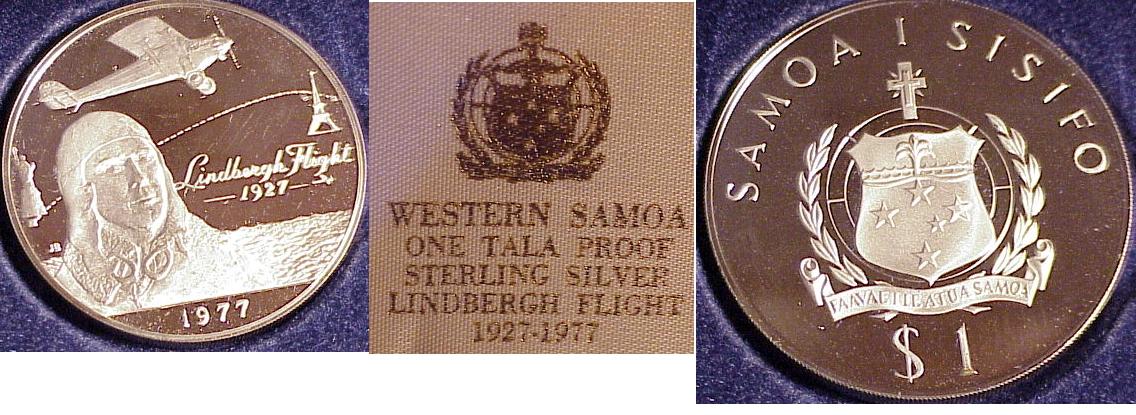 Lindbergh Flight
1927
JB
1977
WESTERN SAMOA
ONE TALA PROOF
STERLING SILVER
LINDBERGH FLIGHT
1927-1977
SAMOA I SISIFO
FAAVAE I LE ATUA SAMOA
$1